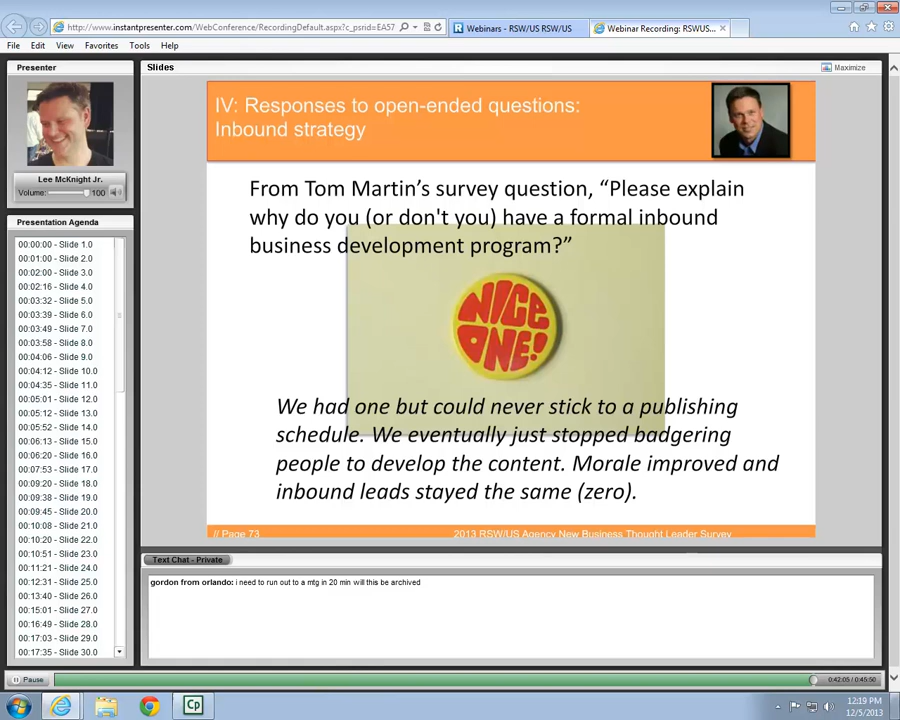 http://www.instantpresenter.com/WebConference/RecordingDefault.aspx?c_psrid=EA57
Webinars - RSW/US RSW/US
Webinar Recording: RSWUS...
File Edit View Favorites Tools Help
Presenter
Slides
Maximize
IV: Responses to open-ended questions:
Inbound strategy
Lee McKnight Jr.
Volume: 100
Presentation Agenda
00:00:00 - Slide 1.0
00:01:00 - Slide 2.0
00:02:00 - Slide 3.0
00:02:16 - Slide 4.0
00:03:32 - Slide 5.0
00:03:39 - Slide 6.0
00:03:49 - Slide 7.0
00:03:58 - Slide 8.0
00:04:06 - Slide 9.0
00:04:12 - Slide 10.0
00:04:35 - Slide 11.0
00:05:01 - Slide 12.0
00:05:12 - Slide 13.0
00:05:52 - Slide 14.0
00:06:13 - Slide 15.0
00:06:20 - Slide 16.0
00:07:53 - Slide 17.0
00:09:20 - Slide 18.0
00:09:38 - Slide 19.0
00:09:45 - Slide 20.0
00:10:08 - Slide 21.0
00:10:20 - Slide 22.0
00:10:51 - Slide 23.0
00:11:21 - Slide 24.0
00:12:31 - Slide 25.0
00:13:40 - Slide 26.0
00:15:01 - Slide 27.0
00:16:49 - Slide 28.0
00:17:03 - Slide 29.0
00:17:35 - Slide 30.0
From Tom Martin’s survey question, “Please explain
why do you (or don't you) have a formal inbound
business development program?”
NICE
ONE!
We had one but could never stick to a publishing
schedule. We eventually just stopped badgering
people to develop the content. Morale improved and
inbound leads stayed the same (zero).
// Page 73
2013 RSW/US Agency New Business Thought Leader Survey
Text Chat - Private
gordon from orlando: i need to run out to a mtg in 20 min will this be archived
Pause
0:42:05 / 0:45:50
Cp
12:19 PM
12/5/2013